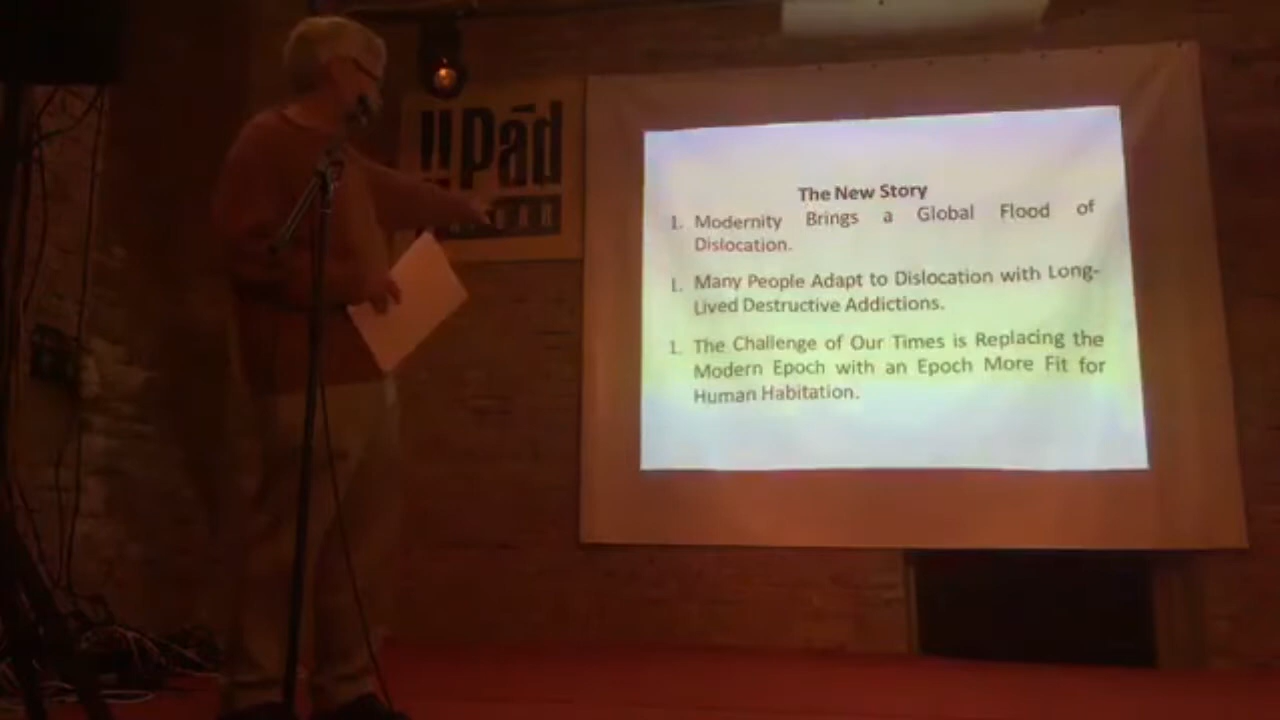 !!Pād
The New Story
1. Modernity Brings a Global Flood of
Dislocation.
1. Many People Adapt to Dislocation with Long-
Lived Destructive Addictions.
1. The Challenge of Our Times is Replacing the
Modern Epoch with an Epoch More Fit for
Human Habitation.